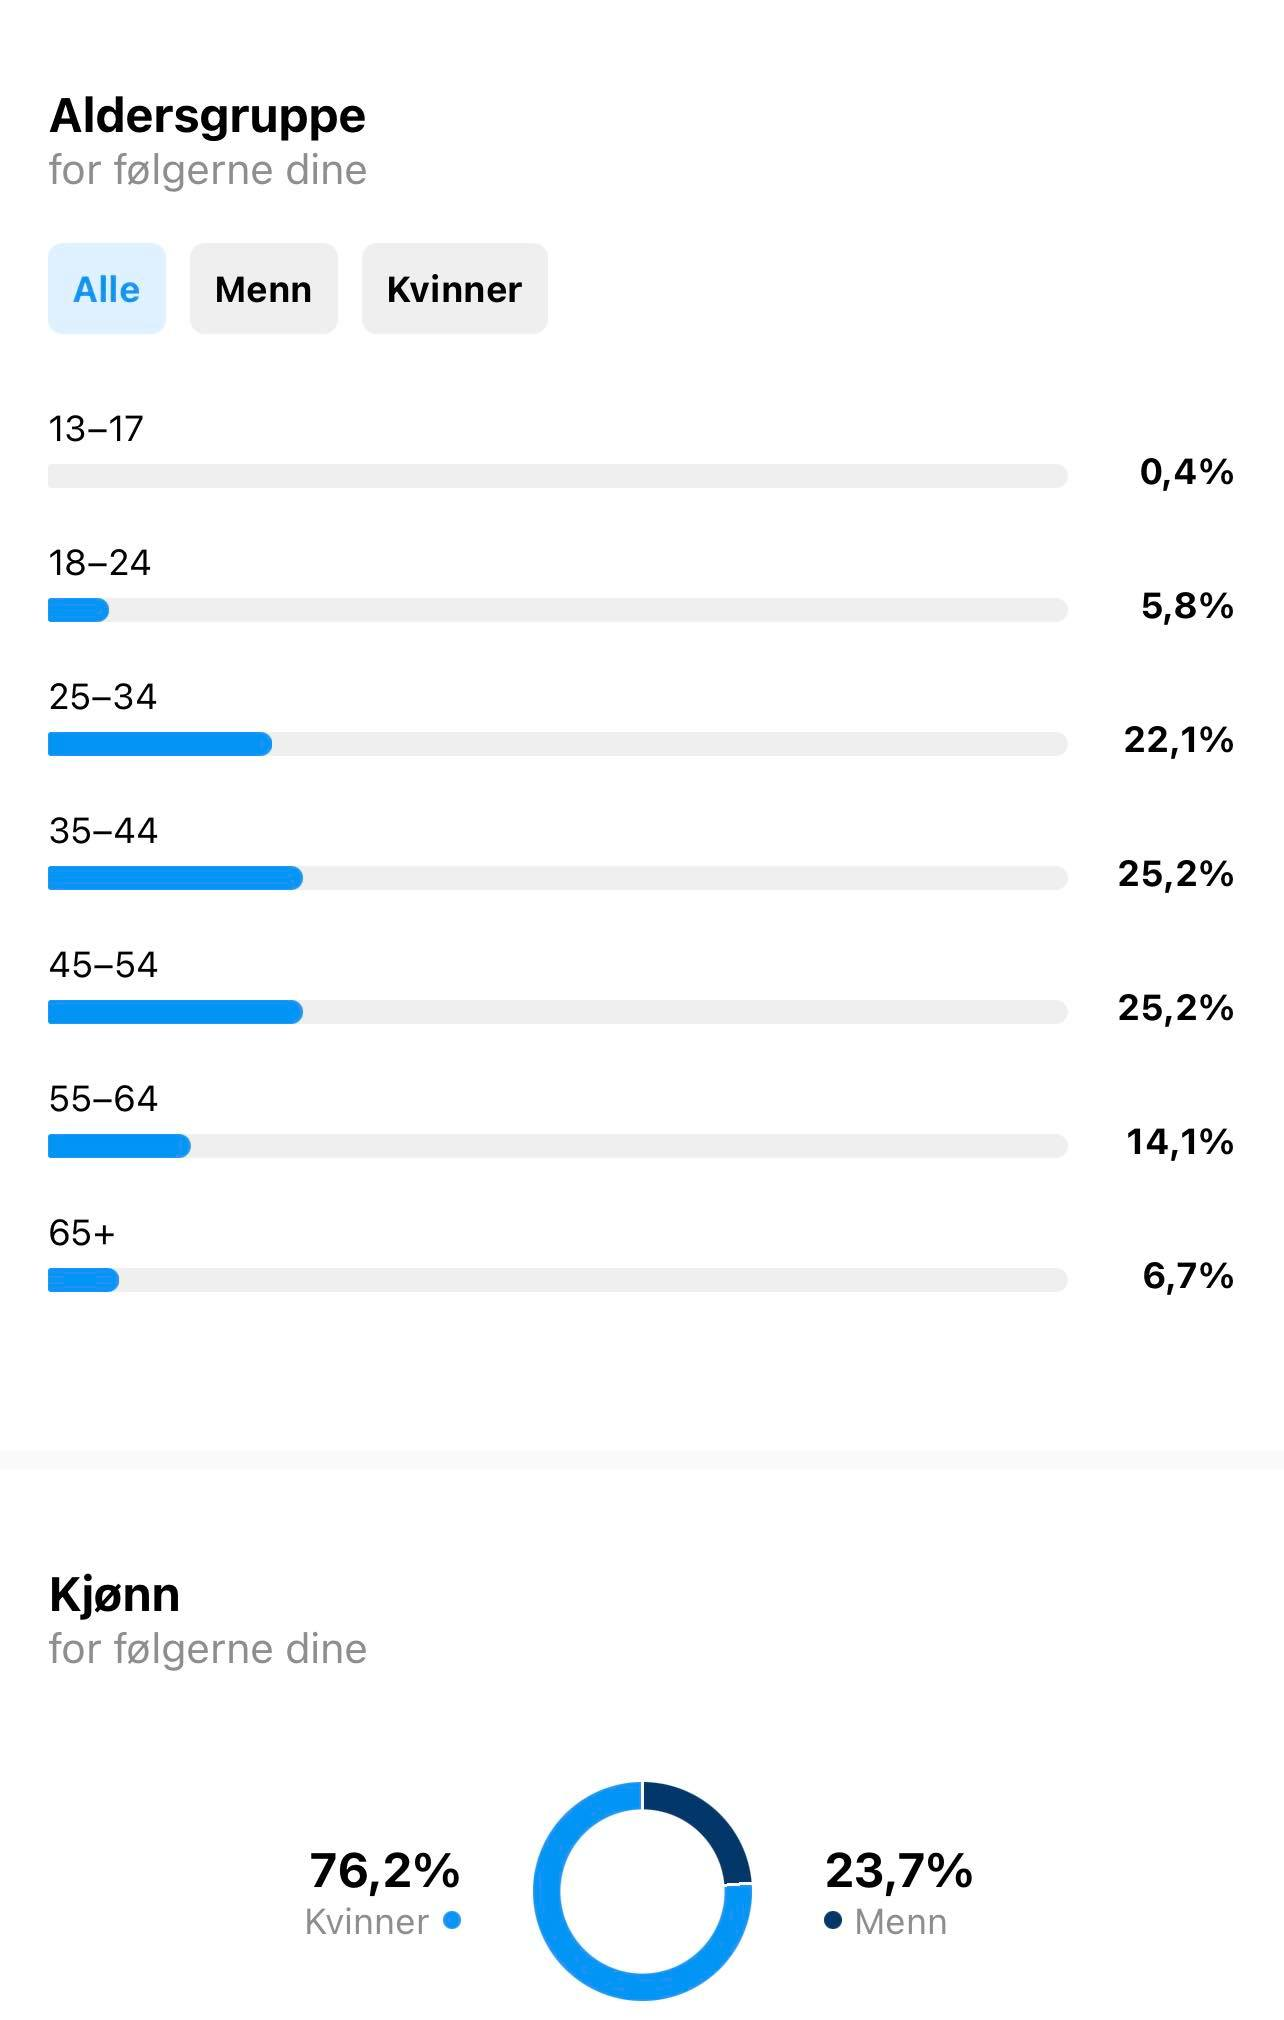 Aldersgruppe
for følgerne dine
Alle Menn Kvinner
13–17
0,4%
18–24
5,8%
25–34
22,1%
35–44
25,2%
45–54
25,2%
55–64
14,1%
65+
6,7%
Kjønn
for følgerne dine
76,2%
Kvinner
23,7%
Menn